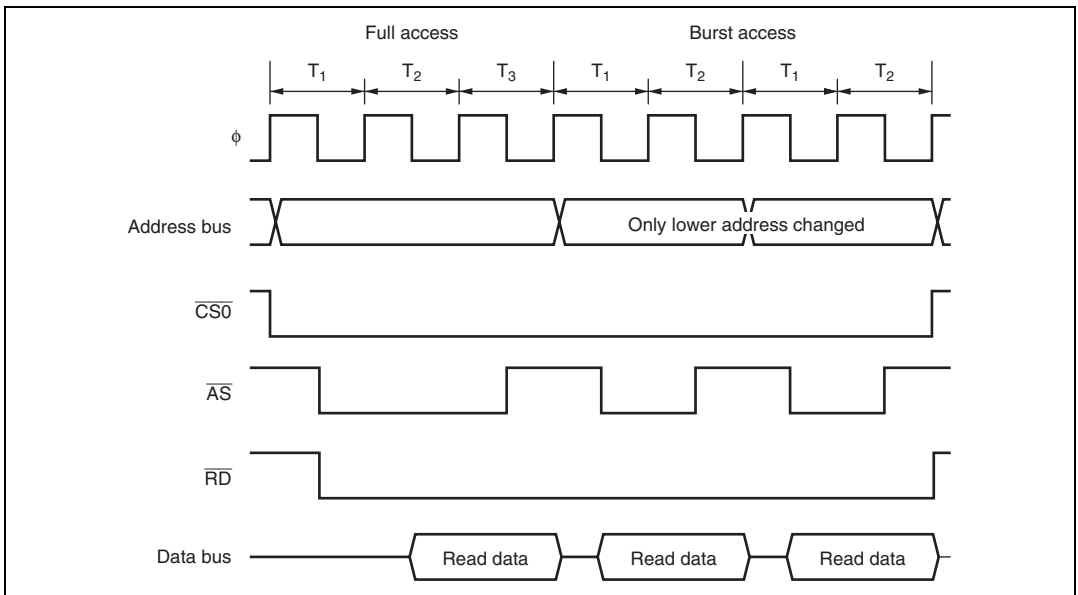 Full access Burst access
T1 T2 T3 T1 T2 T1 T2
φ
Address bus Only lower address changed
CS0
AS
RD
Data bus Read data Read data Read data